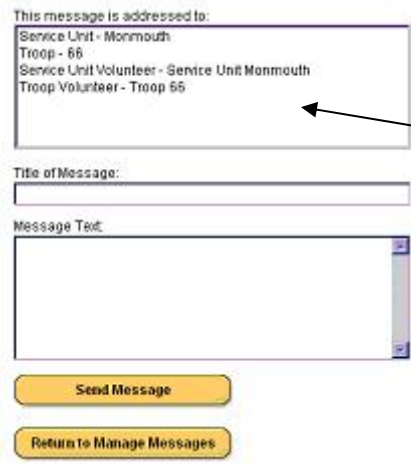 This message is addressed to:
Service Unit - Monmouth
Troop - 66
Service Unit Volunteer - Service Unit Monmouth
Troop Volunteer - Troop 66
Title of Message:
Message Text:
Send Message
Return to Manage Messages